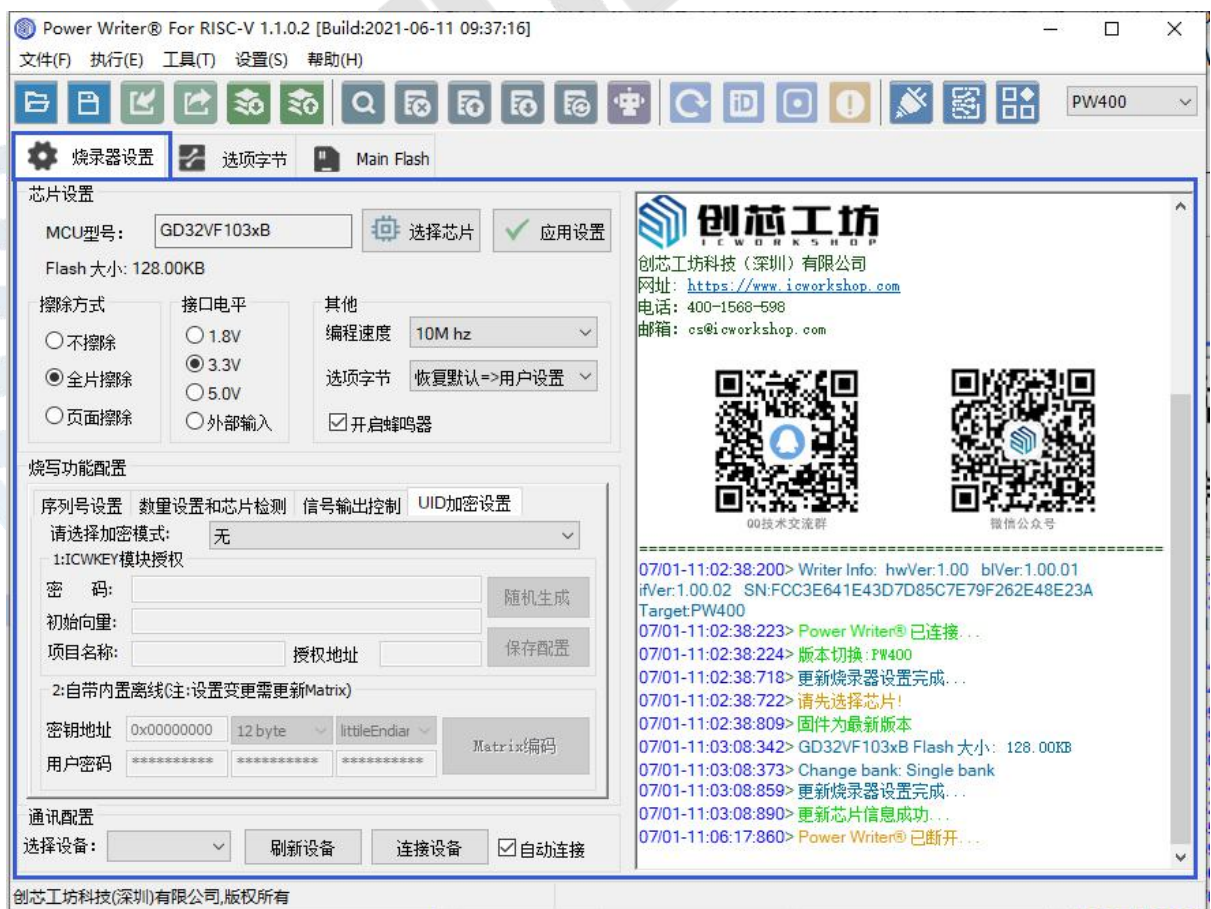 Power Writer® For RISC-V 1.1.0.2 [Build:2021-06-11 09:37:16]
文件(F) 执行(E) 工具(T) 设置(S) 帮助(H)
iD PW400
烧录器设置 选项字节 Main Flash
芯片设置
MCU型号: GD32VF103xB 选择芯片 应用设置
Flash 大小: 128.00KB
擦除方式 接口电平 其他
不擦除 1.8V 编程速度 10M hz
全片擦除 3.3V 选项字节 恢复默认=>用户设置
5.0V
页面擦除 外部输入 开启蜂鸣器
烧写功能配置
序列号设置 数量设置和芯片检测 信号输出控制 UID加密设置
请选择加密模式: 无
1:ICWKEY模块授权
密 码: 随机生成
初始向量:
项目名称: 授权地址 保存配置
2:自带内置离线(注:设置变更需更新Matrix)
密钥地址 0x00000000 12 byte littileEndiar Matrix编码
用户密码 ********** ********** **********
通讯配置
选择设备: 刷新设备 连接设备 自动连接
创芯工坊科技(深圳)有限公司,版权所有
创芯工坊
ICWORKSHOP
创芯工坊科技（深圳）有限公司
网址: https://www.icworkshop.com
电话: 400-1568-598
邮箱: cs@icworkshop.com
QQ技术交流群 微信公众号
==========================================================
07/01-11:02:38:200> Writer Info: hwVer:1.00 blVer:1.00.01
ifVer:1.00.02 SN:FCC3E641E43D7D85C7E79F262E48E23A
Target:PW400
07/01-11:02:38:223> Power Writer® 已连接...
07/01-11:02:38:224> 版本切换:PW400
07/01-11:02:38:718> 更新烧录器设置完成...
07/01-11:02:38:722> 请先选择芯片!
07/01-11:02:38:809> 固件为最新版本
07/01-11:03:08:342> GD32VF103xB Flash 大小: 128.00KB
07/01-11:03:08:373> Change bank: Single bank
07/01-11:03:08:859> 更新烧录器设置完成...
07/01-11:03:08:890> 更新芯片信息成功...
07/01-11:06:17:860> Power Writer® 已断开...